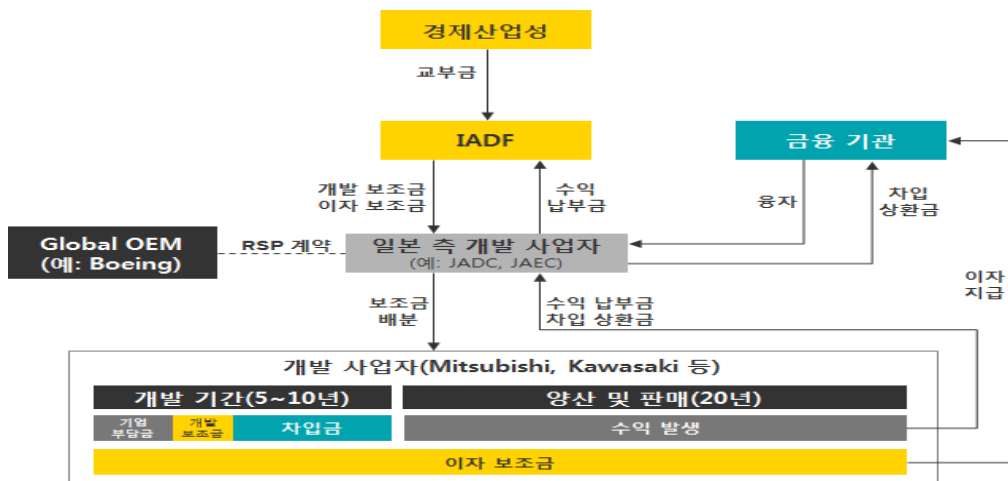 경제산업성
교부금
IADF
금융 기관
개발 보조금
이자 보조금
수익
납부금
융자
차입
상환금
Global OEM
(예: Boeing)
RSP 계약
일본 측 개발 사업자
(예: JADC, JAEC)
이자
지급
보조금
배분
수익 납부금
차입 상환금
개발 사업자(Mitsubishi, Kawasaki 등)
개발 기간(5~10년)
양산 및 판매(20년)
기업
부담금
개발
보조금
차입금
수익 발생
이자 보조금